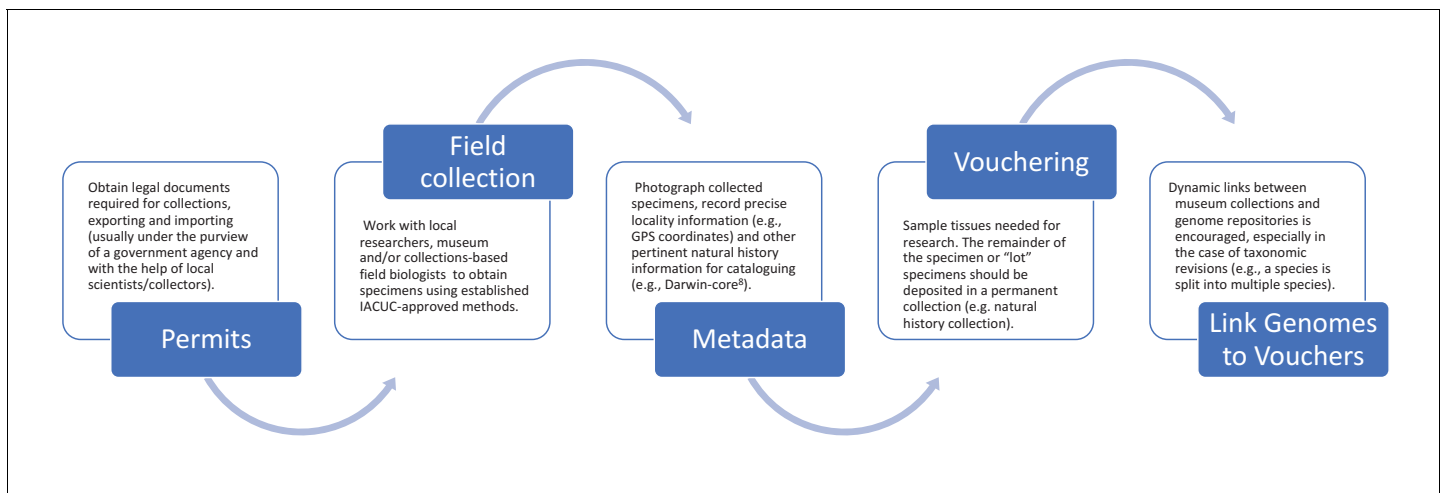 Obtain legal documents
required for collections,
exporting and importing
(usually under the purview
of a government agency and
with the help of local
scientists/collectors).
Permits
Field
collection
Work with local
researchers, museum
and/or collections-based
field biologists to obtain
specimens using established
IACUC-approved methods.
Photograph collected
specimens, record precise
locality information (e.g.,
GPS coordinates) and other
pertinent natural history
information for cataloguing
(e.g., Darwin-core⁸).
Metadata
Vouchering
Sample tissues needed for
research. The remainder of
the specimen or “lot”
specimens should be
deposited in a permanent
collection (e.g. natural
history collection).
Dynamic links between
museum collections and
genome repositories is
encouraged, especially in
the case of taxonomic
revisions (e.g., a species is
split into multiple species).
Link Genomes
to Vouchers